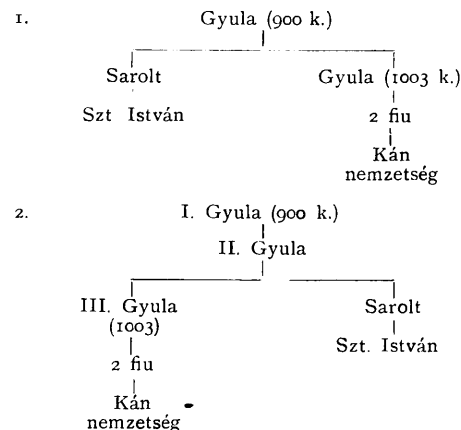 1. Gyula (900 k.)
Sarolt Gyula (1003 k.)
Szt István 2 fiu
Kán
nemzetség
2. I. Gyula (900 k.)
II. Gyula
III. Gyula Sarolt
(1003)
Szt. István
2 fiu
Kán
nemzetség